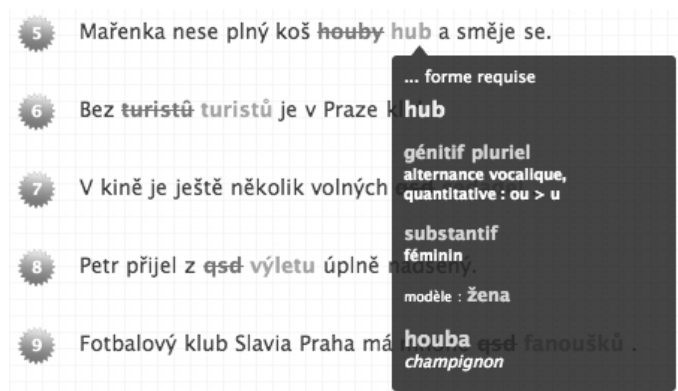 5 Mařenka nese plný koš houby hub a směje se.
... forme requise
hub
génitif pluriel
alternance vocalique,
quantitative : ou > u
substantif
féminin
modèle : žena
houba
champignon
6 Bez turistû turistů je v Praze
7 V kině je ještě několik volných
8 Petr přijel z qsd výletu úplně nadšený.
9 Fotbalový klub Slavia Praha má qsd fanoušků .